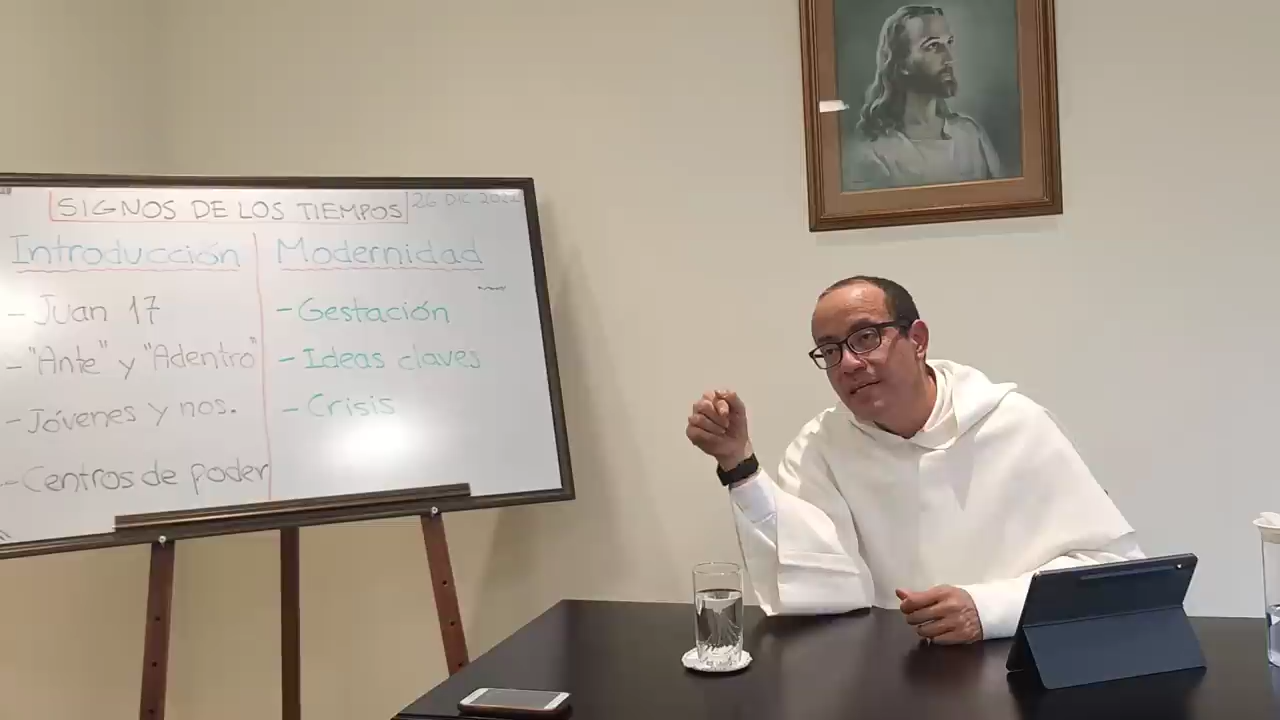 SIGNOS DE LOS TIEMPOS 26 DIC 2022
Introducción
- Juan 17
- "Ante" y "Adentro"
- Jóvenes y nos.
- Centros de poder
Modernidad
- Gestación
- Ideas claves
- Crisis